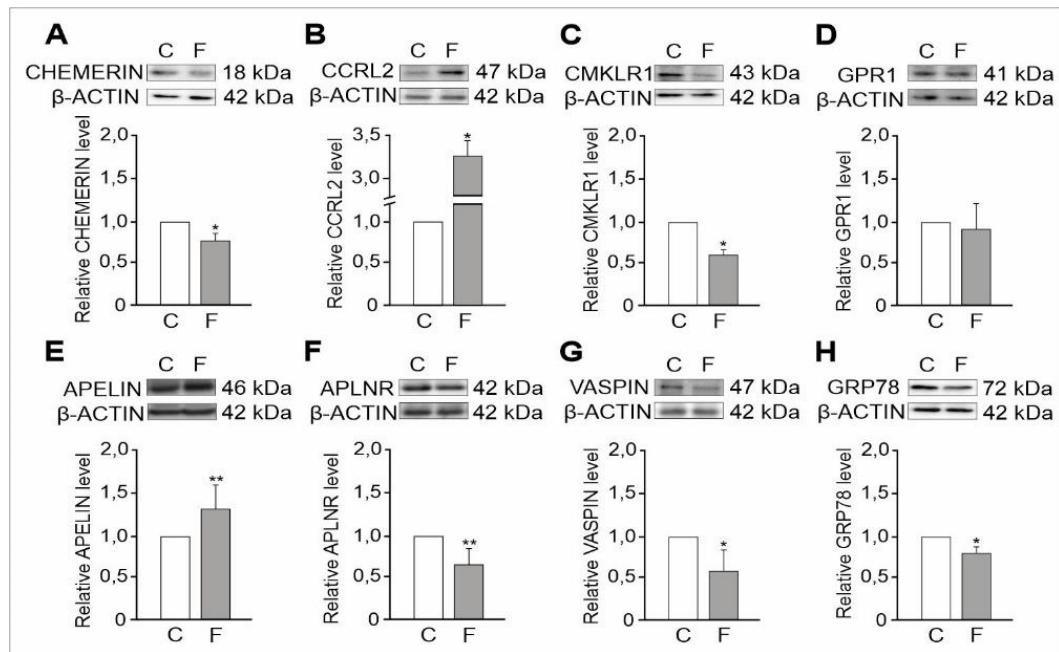 A
C F
CHEMERIN 18 kDa
β-ACTIN 42 kDa
Relative CHEMERIN level
2,0
1,5
1,0
0,5
0
*
C F
B
C F
CCRL2 47 kDa
β-ACTIN 42 kDa
Relative CCRL2 level
3,5
3,0
1,0
0,5
0
*
C F
C
C F
CMKLR1 43 kDa
β-ACTIN 42 kDa
Relative CMKLR1 level
2,0
1,5
1,0
0,5
0
*
C F
D
C F
GPR1 41 kDa
β-ACTIN 42 kDa
Relative GPR1 level
2,0
1,5
1,0
0,5
0
C F
E
C F
APELIN 46 kDa
β-ACTIN 42 kDa
Relative APELIN level
2,0
1,5
1,0
0,5
0
**
C F
F
C F
APLNR 42 kDa
β-ACTIN 42 kDa
Relative APLNR level
2,0
1,5
1,0
0,5
0
**
C F
G
C F
VASPIN 47 kDa
β-ACTIN 42 kDa
Relative VASPIN level
2,0
1,5
1,0
0,5
0
*
C F
H
C F
GRP78 72 kDa
β-ACTIN 42 kDa
Relative GRP78 level
2,0
1,5
1,0
0,5
0
*
C F